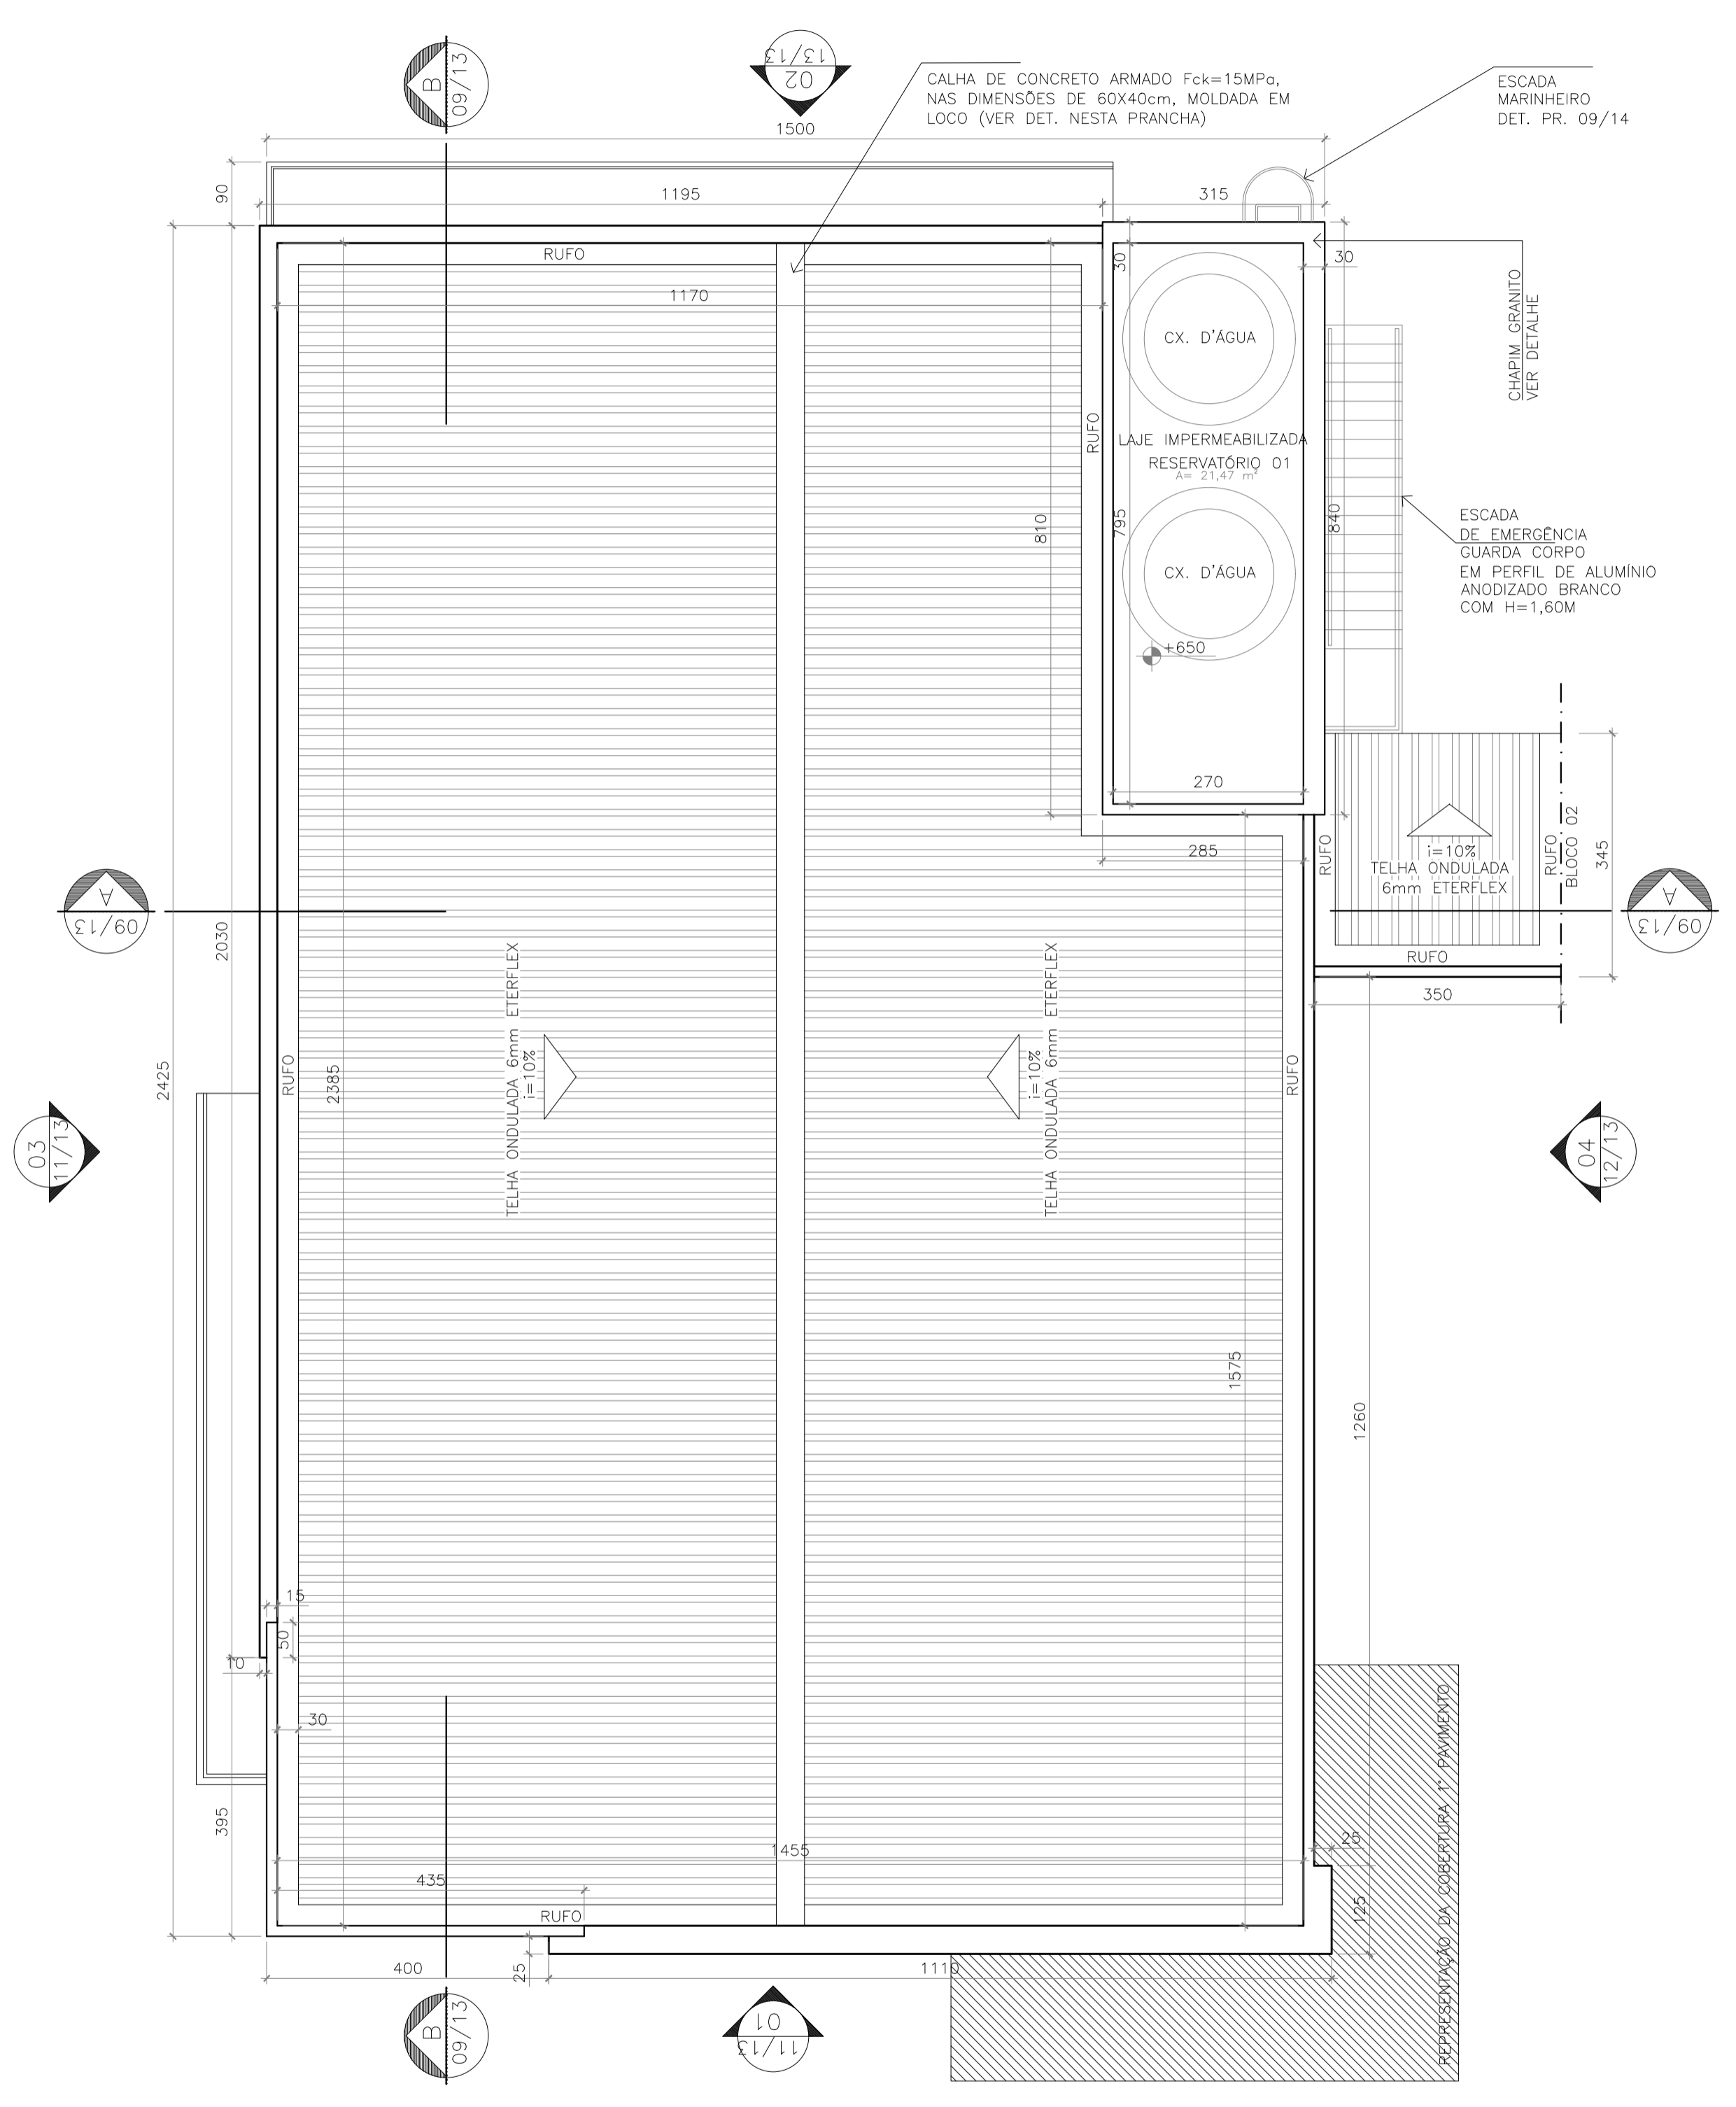 B
09/13
13/13
02
CALHA DE CONCRETO ARMADO Fck=15MPa,
NAS DIMENSÕES DE 60X40cm, MOLDADA EM
LOCO (VER DET. NESTA PRANCHA)
ESCADA
MARINHEIRO
DET. PR. 09/14
1500
90
1195
315
RUFO
30
30
1170
CHAPIM GRANITO
VER DETALHE
CX. D'ÁGUA
RUFO
LAJE IMPERMEABILIZADA
RESERVATÓRIO 01
A= 21,47 m²
810
795
840
ESCADA
DE EMERGÊNCIA
GUARDA CORPO
EM PERFIL DE ALUMÍNIO
ANODIZADO BRANCO
COM H=1,60M
CX. D'ÁGUA
+650
270
285
RUFO
i=10%
TELHA ONDULADA
6mm ETERFLEX
RUFO
BLOCO 02
345
A
09/13
A
09/13
2030
RUFO
350
2425
RUFO
2385
TELHA ONDULADA 6mm ETERFLEX
i=10%
i=10%
TELHA ONDULADA 6mm ETERFLEX
RUFO
03
11/13
04
12/13
1575
1260
15
50
10
30
395
1455
435
25
125
REPRESENTAÇÃO DA COBERTURA 1° PAVIMENTO
RUFO
400
25
1110
B
09/13
01
11/13